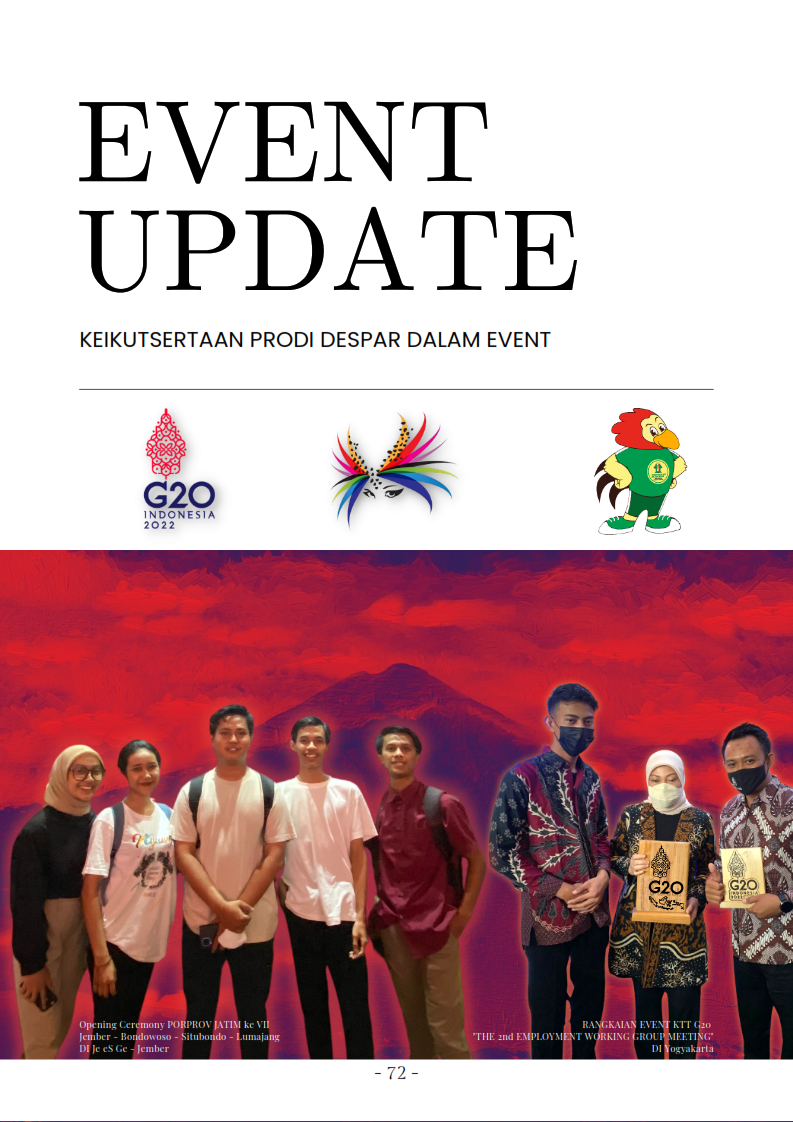 EVENT
UPDATE
KEIKUTSERTAAN PRODI DESPAR DALAM EVENT
G20
INDONESIA
2022
G20
G20
INDONESIA
Opening Ceremony PORPROV JATIM ke VII
Jember - Bondowoso - Situbondo - Lumajang
DI Je eS Ge - Jember
RANGKAIAN EVENT KTT G20
"THE 2nd EMPLOYMENT WORKING GROUP MEETING"
DI Yogyakarta
- 72 -